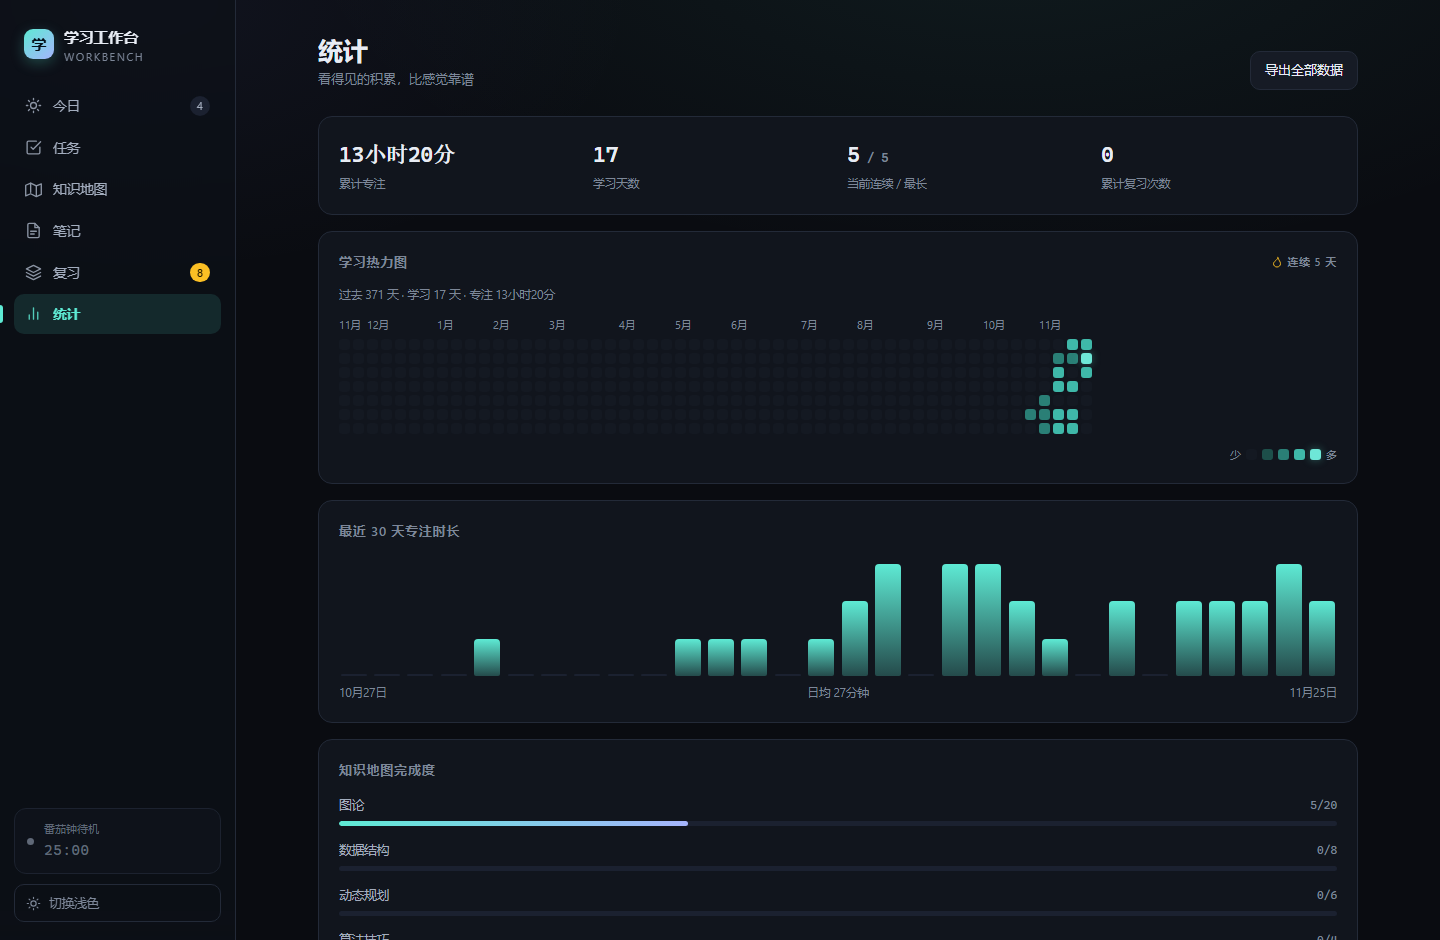 学
学习工作台
WORKBENCH
今日
4
任务
知识地图
笔记
复习
8
统计
番茄钟待机
25:00
切换浅色
统计
看得见的积累，比感觉靠谱
导出全部数据
13小时20分
累计专注
17
学习天数
5 / 5
当前连续 / 最长
0
累计复习次数
学习热力图
连续 5 天
过去 371 天 · 学习 17 天 · 专注 13小时20分
11月 12月 1月 2月 3月 4月 5月 6月 7月 8月 9月 10月 11月
少 多
最近 30 天专注时长
10月27日 日均 27分钟 11月25日
知识地图完成度
图论 5/20
数据结构 0/8
动态规划 0/6
算法技巧